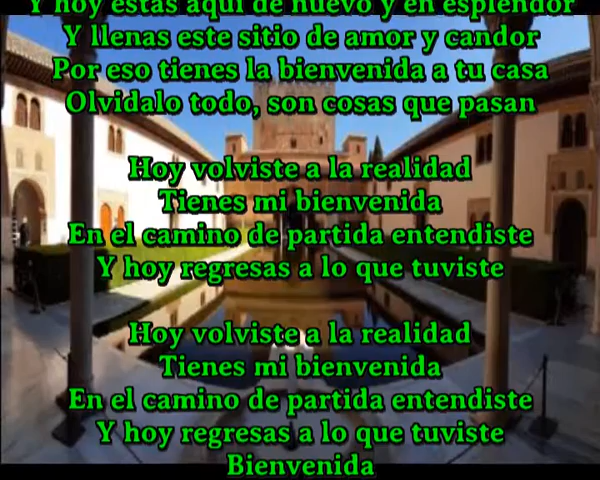 Y hoy estas aqui de nuevo y en esplendor
Y llenas este sitio de amor y candor
Por eso tienes la bienvenida a tu casa
Olvidalo todo, son cosas que pasan
Hoy volviste a la realidad
Tienes mi bienvenida
En el camino de partida entendiste
Y hoy regresas a lo que tuviste
Hoy volviste a la realidad
Tienes mi bienvenida
En el camino de partida entendiste
Y hoy regresas a lo que tuviste
Bienvenida